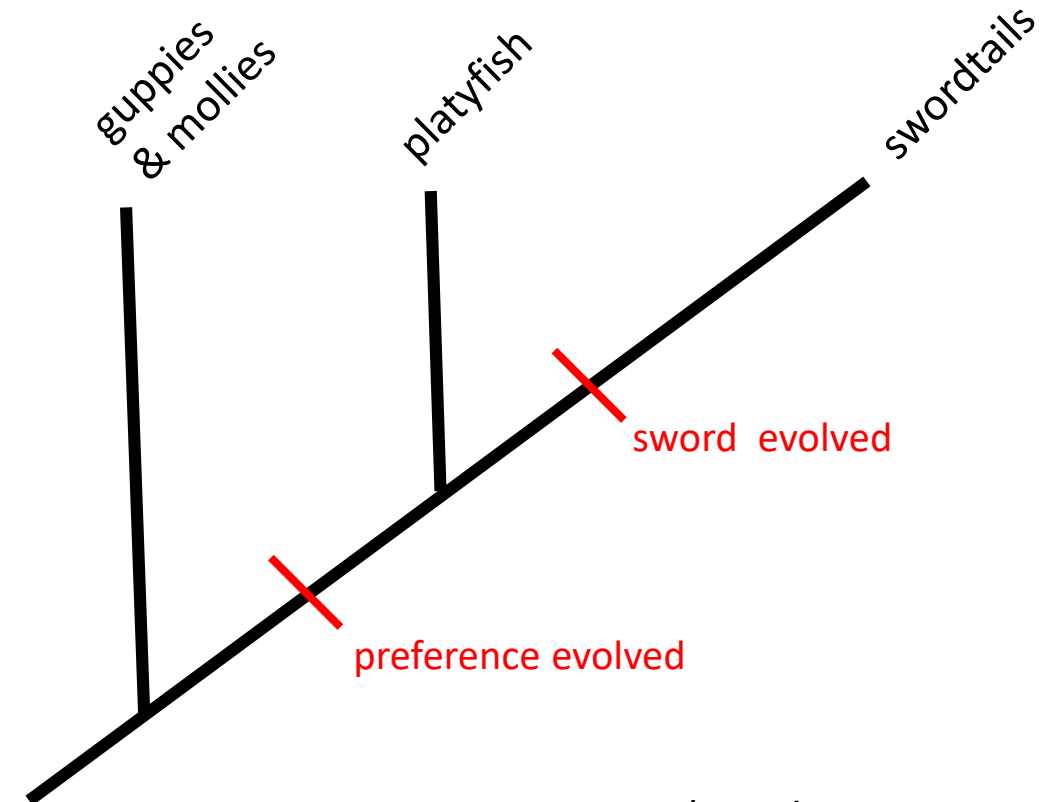 guppies
& mollies
platyfish
swordtails
sword evolved
preference evolved